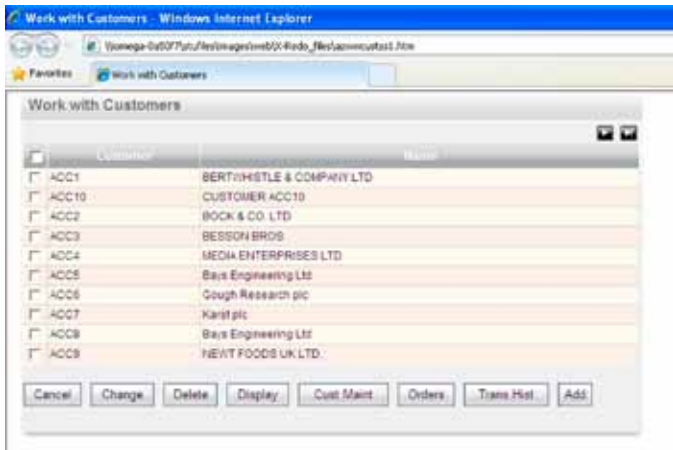 Work with Customers - Windows Internet Explorer
Favorites Work with Customers
Work with Customers
Customer Name
ACC1 BERTWHISTLE & COMPANY LTD
ACC10 CUSTOMER ACC10
ACC2 BOCK & CO. LTD
ACC3 BESSON BROS
ACC4 MEDIA ENTERPRISES LTD
ACC5 Bays Engineering Ltd
ACC6 Gough Research plc
ACC7 Karst plc
ACC8 Bays Engineering Ltd
ACC9 NEWT FOODS UK LTD.
Cancel Change Delete Display Cust Maint Orders Trans Hist Add